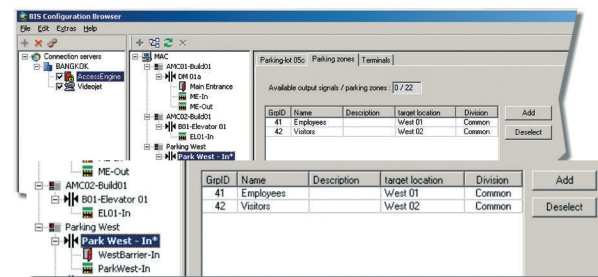 BIS Configuration Browser
File Edit Extras Help
Connection servers
BANGKOK
AccessEngine
Videojet
MAC
AMC01-Build01
DM 01a
Main Entrance
ME-In
ME-Out
AMC02-Build01
B01-Elevator 01
EL01-In
Parking West
Park West - In*
Parking-lot 05c Parking zones Terminals
Available output signals / parking zones : 0 / 22
GrpID Name Description target location Division
41 Employees West 01 Common
42 Visitors West 02 Common
Add
Deselect
ME-Out
AMC02-Build01
B01-Elevator 01
EL01-In
Parking West
Park West - In*
WestBarrier-In
ParkWest-In
GrpID Name Description target location Division
41 Employees West 01 Common
42 Visitors West 02 Common
Add
Deselect